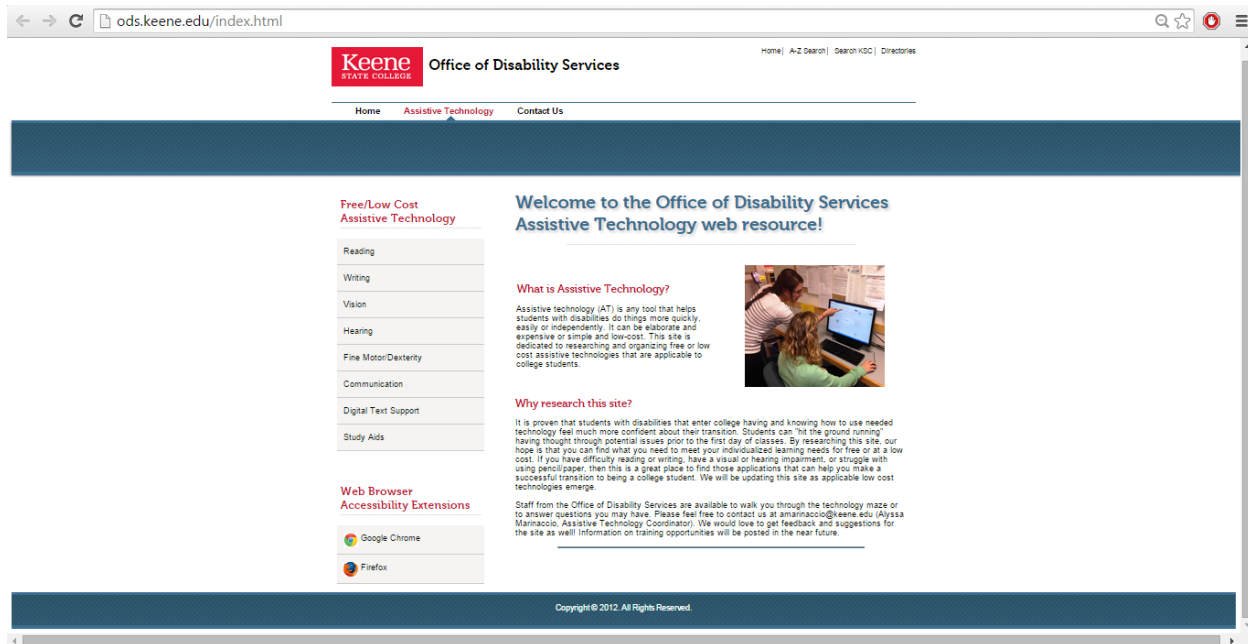 ods.keene.edu/index.html
Home| A-Z Search| Search KSC| Directories
Keene
STATE COLLEGE
Office of Disability Services
Home Assistive Technology Contact Us
Free/Low Cost
Assistive Technology
Reading
Writing
Vision
Hearing
Fine Motor/Dexterity
Communication
Digital Text Support
Study Aids
Web Browser
Accessibility Extensions
Google Chrome
Firefox
Welcome to the Office of Disability Services
Assistive Technology web resource!
What is Assistive Technology?
Assistive technology (AT) is any tool that helps
students with disabilities do things more quickly,
easily or independently. It can be elaborate and
expensive or simple and low-cost. This site is
dedicated to researching and organizing free or low
cost assistive technologies that are applicable to
college students.
Why research this site?
It is proven that students with disabilities that enter college having and knowing how to use needed
technology feel much more confident about their transition. Students can "hit the ground running"
having thought through potential issues prior to the first day of classes. By researching this site, our
hope is that you can find what you need to meet your individualized learning needs for free or at a low
cost. If you have difficulty reading or writing, have a visual or hearing impairment, or struggle with
using pencil/paper, then this is a great place to find those applications that can help you make a
successful transition to being a college student. We will be updating this site as applicable low cost
technologies emerge.
Staff from the Office of Disability Services are available to walk you through the technology maze or
to answer questions you may have. Please feel free to contact us at amarinaccio@keene.edu (Alyssa
Marinaccio, Assistive Technology Coordinator). We would love to get feedback and suggestions for
the site as well! Information on training opportunities will be posted in the near future.
Copyright © 2012. All Rights Reserved.